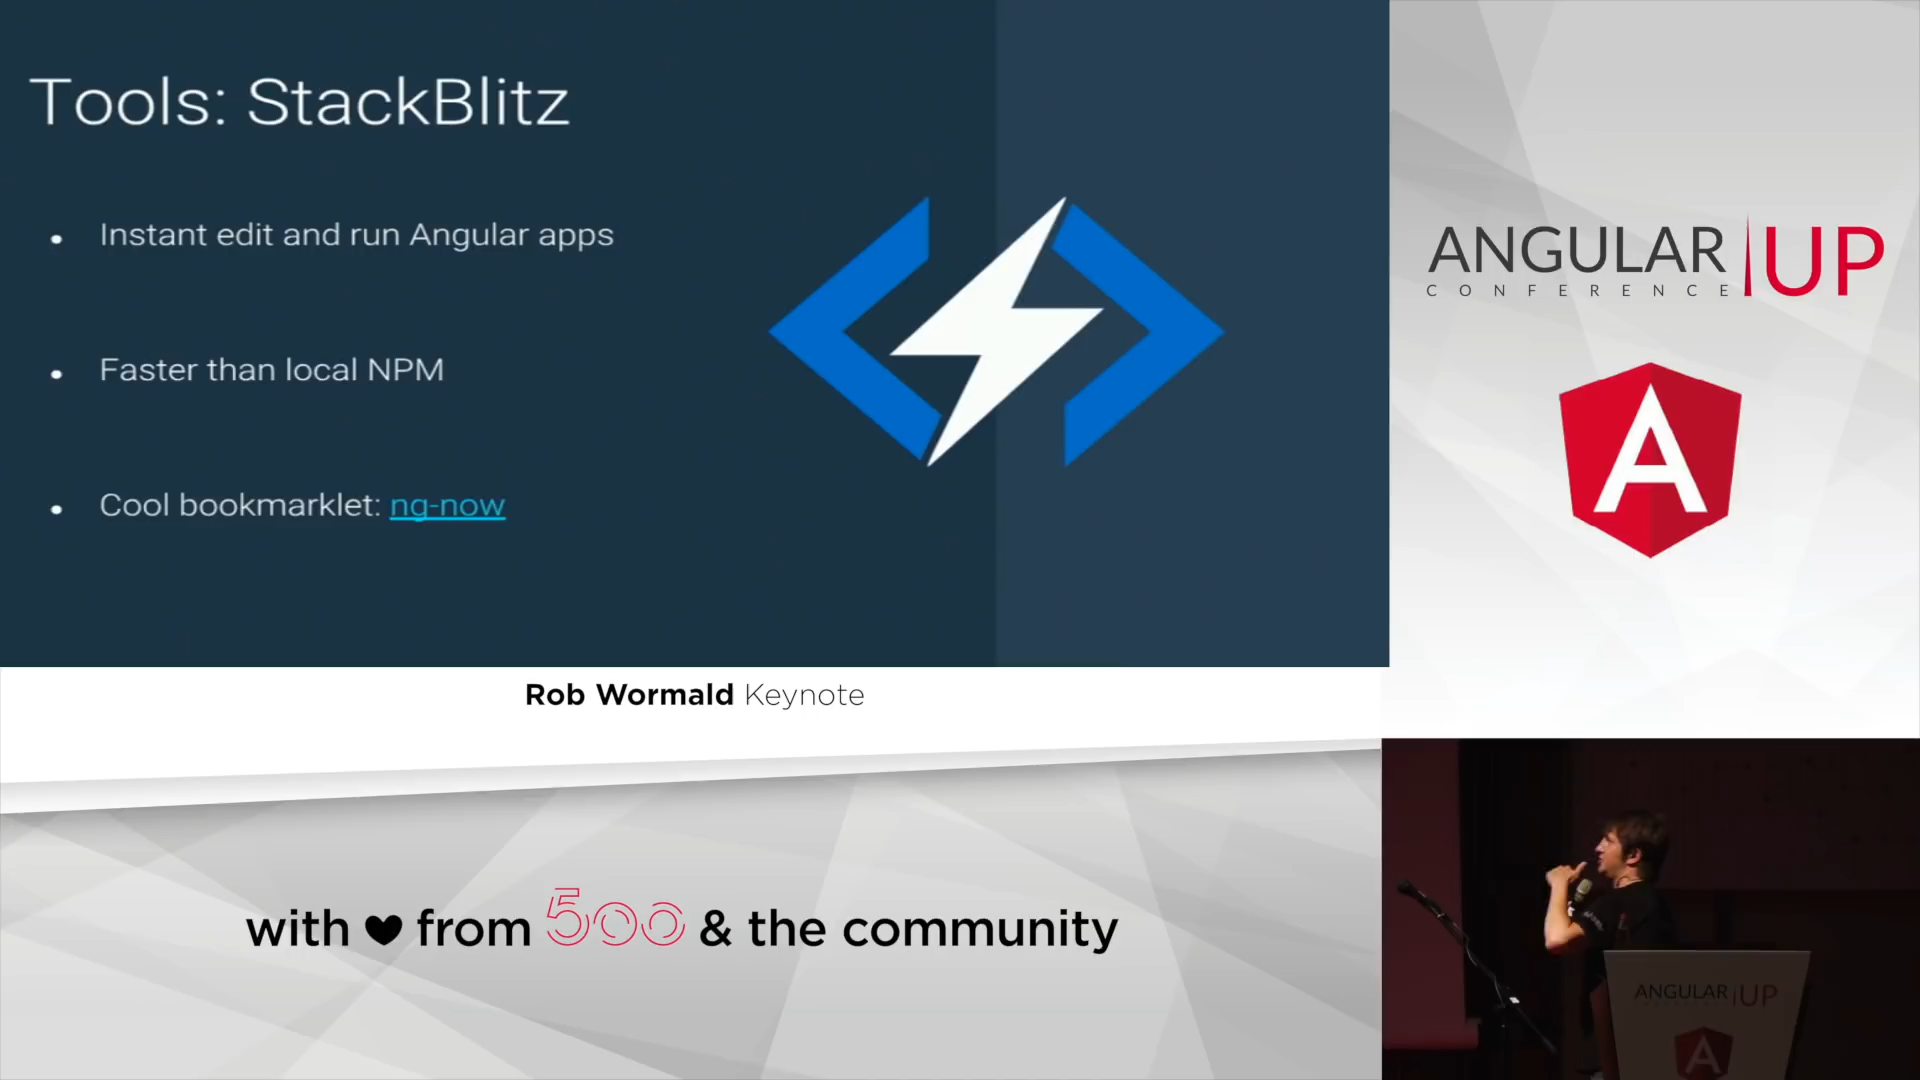 Tools: StackBlitz
Instant edit and run Angular apps
Faster than local NPM
Cool bookmarklet: ng-now
ANGULAR UP
CONFERENCE
Rob Wormald Keynote
with from 500 & the community
ANGULAR UP